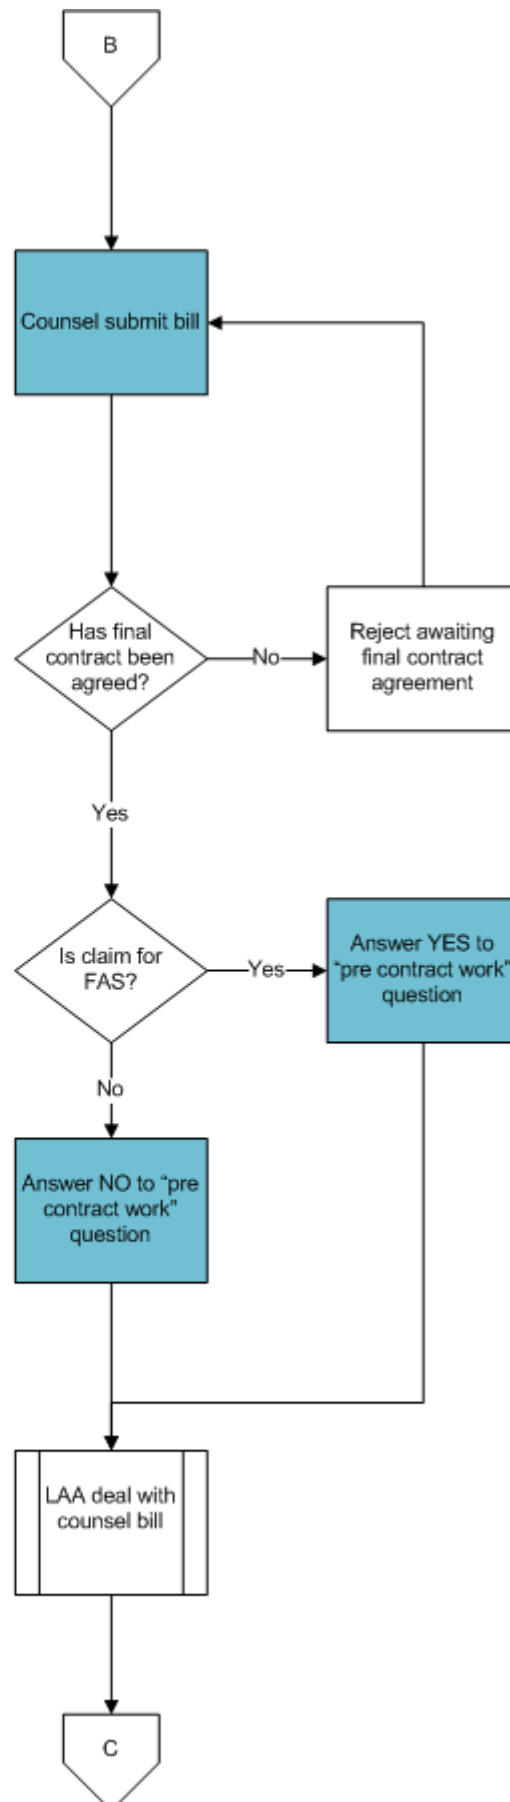 B
Counsel submit bill
Has final
contract been
agreed?
No
Reject awaiting
final contract
agreement
Yes
Is claim for
FAS?
Yes
Answer YES to
“pre contract work”
question
No
Answer NO to “pre
contract work”
question
LAA deal with
counsel bill
C